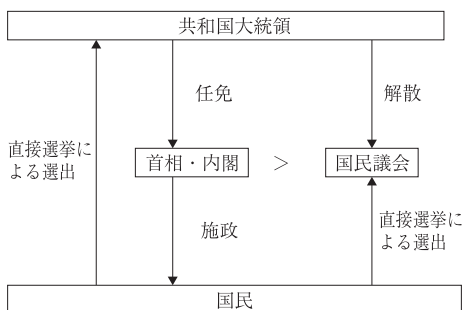 共和国大統領
任免
解散
直接選挙に
よる選出
首相・内閣
>
国民議会
施政
直接選挙に
よる選出
国民